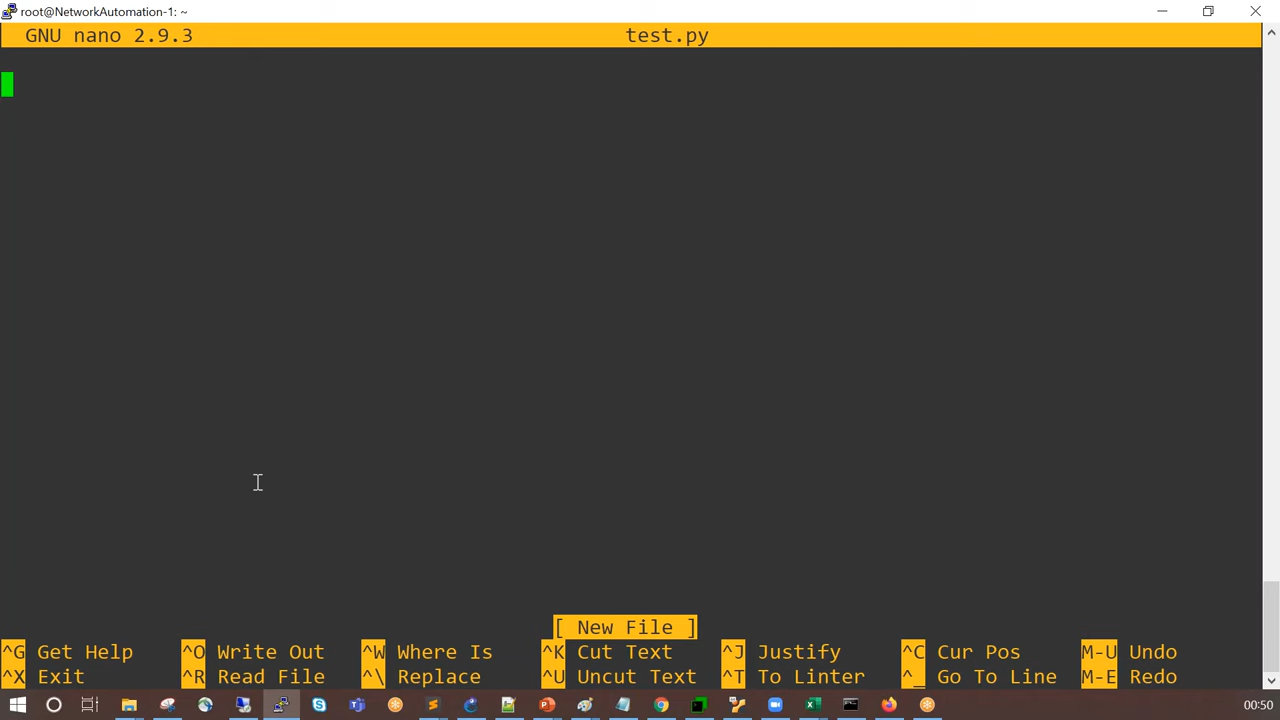 root@NetworkAutomation-1: ~
GNU nano 2.9.3 test.py
[ New File ]
^G Get Help ^O Write Out ^W Where Is ^K Cut Text ^J Justify ^C Cur Pos M-U Undo
^X Exit ^R Read File ^\ Replace ^U Uncut Text ^T To Linter ^_ Go To Line M-E Redo
00:50